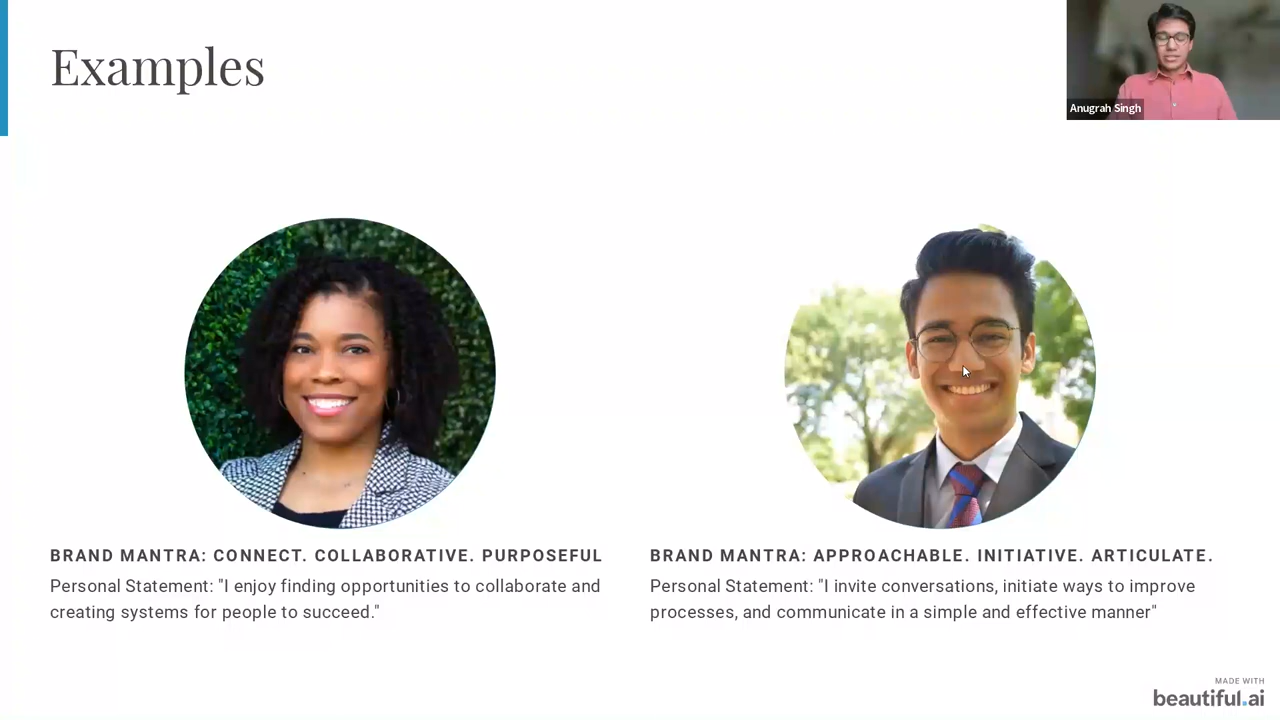 Examples
Anugrah Singh
BRAND MANTRA: CONNECT. COLLABORATIVE. PURPOSEFUL
Personal Statement: "I enjoy finding opportunities to collaborate and
creating systems for people to succeed."
BRAND MANTRA: APPROACHABLE. INITIATIVE. ARTICULATE.
Personal Statement: "I invite conversations, initiate ways to improve
processes, and communicate in a simple and effective manner"
MADE WITH
beautiful.ai